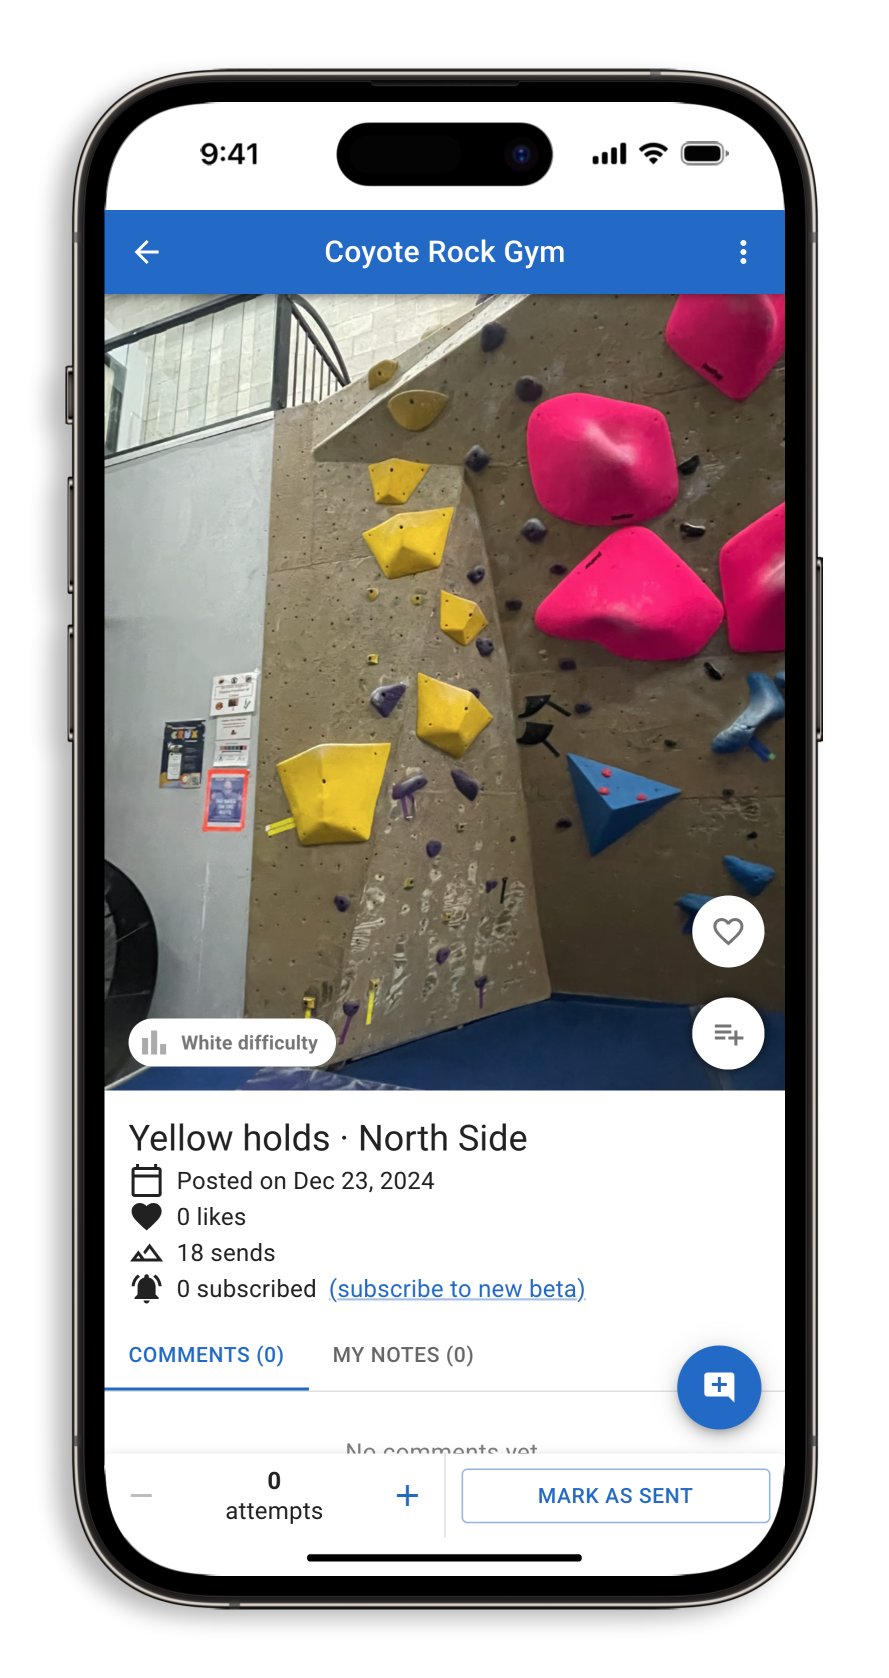 9:41
Coyote Rock Gym
CRUX
White difficulty
Yellow holds · North Side
Posted on Dec 23, 2024
0 likes
18 sends
0 subscribed (subscribe to new beta)
COMMENTS (0) MY NOTES (0)
No comments yet
0
attempts
MARK AS SENT